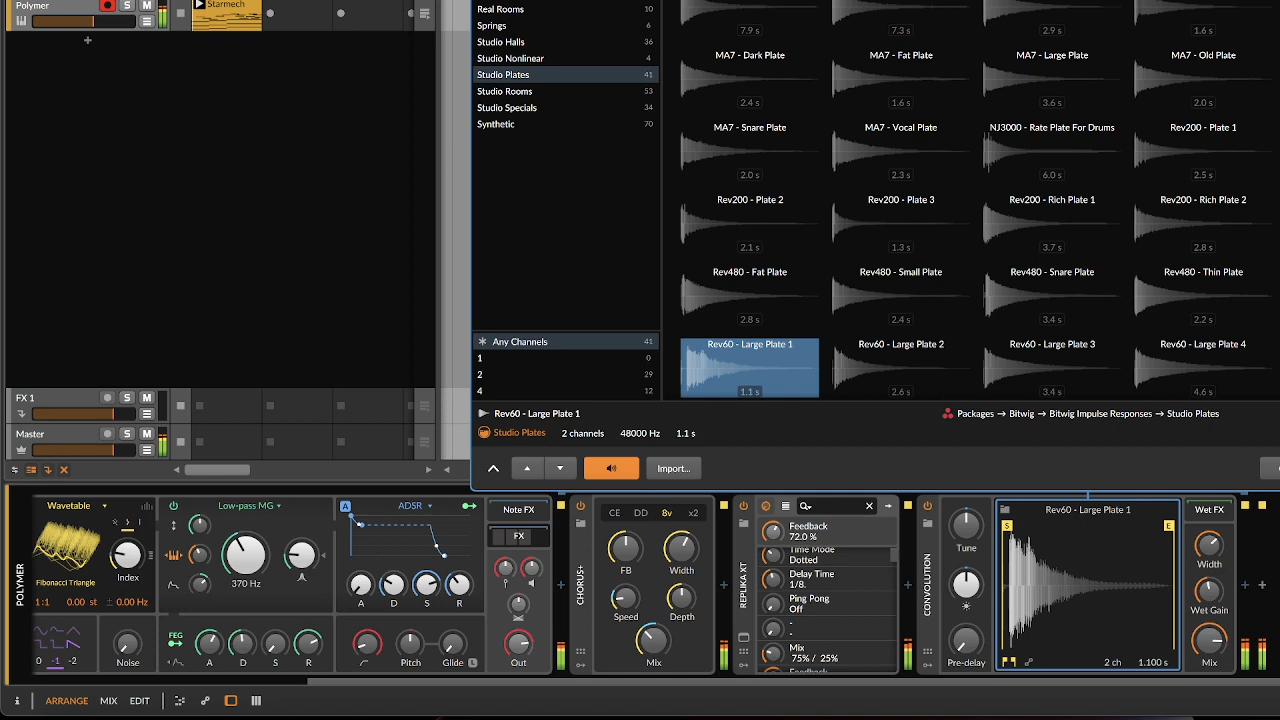 Polymer
S
M
Starmech
Real Rooms 10
Springs 6
Studio Halls 36
Studio Nonlinear 4
Studio Plates 41
Studio Rooms 53
Studio Specials 34
Synthetic 70
7.9 s 7.3 s 2.9 s 1.6 s
MA7 - Dark Plate MA7 - Fat Plate MA7 - Large Plate MA7 - Old Plate
2.4 s 1.6 s 3.6 s 2.0 s
MA7 - Snare Plate MA7 - Vocal Plate NJ3000 - Rate Plate For Drums Rev200 - Plate 1
2.0 s 2.3 s 6.0 s 2.5 s
Rev200 - Plate 2 Rev200 - Plate 3 Rev200 - Rich Plate 1 Rev200 - Rich Plate 2
2.1 s 1.3 s 3.7 s 2.8 s
Rev480 - Fat Plate Rev480 - Small Plate Rev480 - Snare Plate Rev480 - Thin Plate
2.8 s 2.4 s 3.4 s 2.2 s
Any Channels 41
1 0
2 29
4 12
Rev60 - Large Plate 1 Rev60 - Large Plate 2 Rev60 - Large Plate 3 Rev60 - Large Plate 4
1.1 s 2.6 s 3.4 s 4.6 s
FX 1 S M
Master S M
Rev60 - Large Plate 1
Packages → Bitwig → Bitwig Impulse Responses → Studio Plates
Studio Plates 2 channels 48000 Hz 1.1 s
Import...
POLYMER
Wavetable
Index
Fibonacci Triangle
1:1 0.00 st ± 0.00 Hz
0 -1 -2
Noise
Low-pass MG
370 Hz
FEG
A D S R
A ADSR
A D S R
Pitch Glide L
Note FX
FX
Out
CHORUS+
CE DD 8v x2
FB Width
Speed Depth
Mix
REPLIKA XT
Feedback
72.0 %
Time Mode
Dotted
Delay Time
1/8.
Ping Pong
Off
-
-
Mix
75% / 25%
Feedback
CONVOLUTION
Tune
Pre-delay
Rev60 - Large Plate 1
S E
2 ch 1.100 s
Wet FX
Width
Wet Gain
Mix
i ARRANGE MIX EDIT